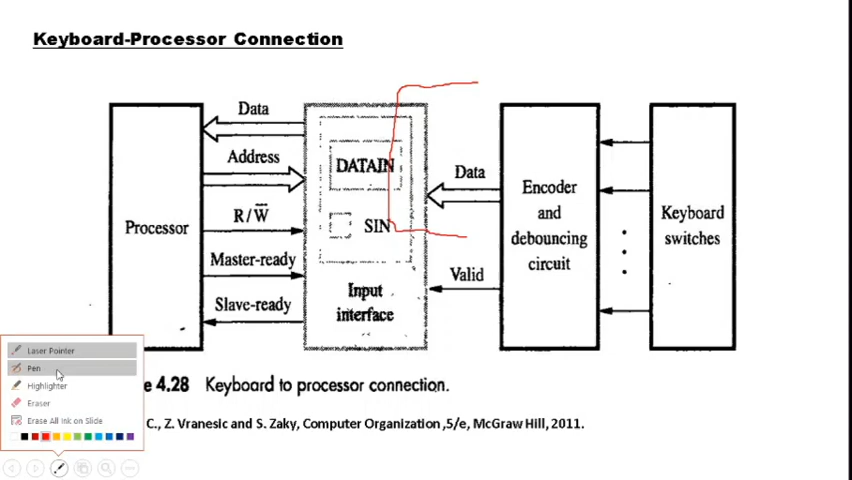 Keyboard-Processor Connection
Data
Address
R/W̅
Master-ready
Slave-ready
Processor
DATAIN
SIN
Input
interface
Data
Valid
Encoder
and
debouncing
circuit
Keyboard
switches
e 4.28 Keyboard to processor connection.
C., Z. Vranesic and S. Zaky, Computer Organization ,5/e, McGraw Hill, 2011.
Laser Pointer
Pen
Highlighter
Eraser
Erase All Ink on Slide